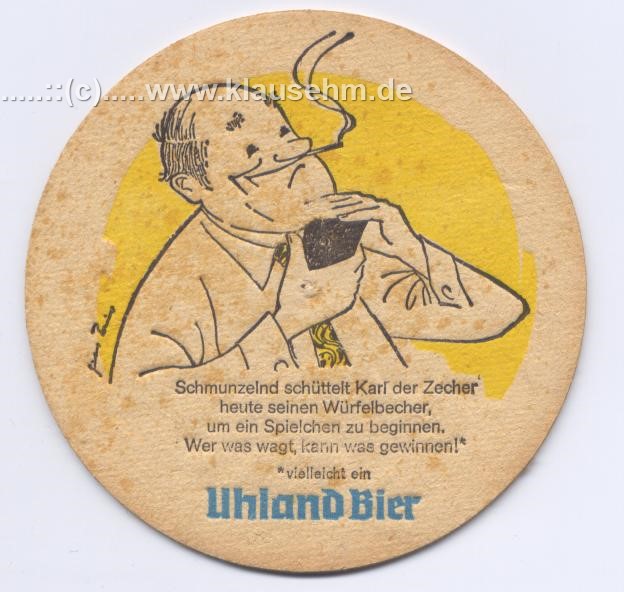 .....::(c).....www.klausehm.de
Schmunzelnd schüttelt Karl der Zecher
heute seinen Würfelbecher,
um ein Spielchen zu beginnen.
Wer was wagt, kann was gewinnen!*
*vielleicht ein
Uhland Bier